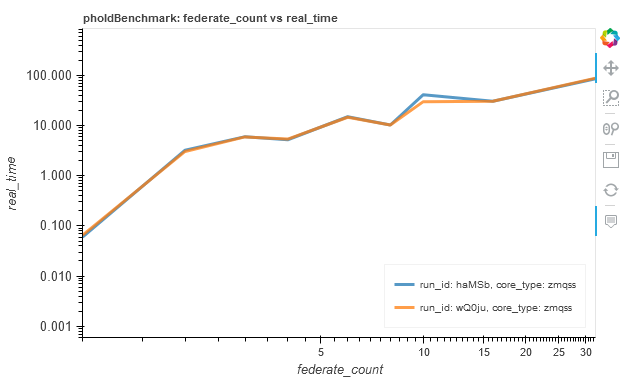 pholdBenchmark: federate_count vs real_time
100.000
10.000
1.000
0.100
0.010
0.001
real_time
run_id: haMSb, core_type: zmqss
run_id: wQ0ju, core_type: zmqss
5
10
15
20
25
30
federate_count